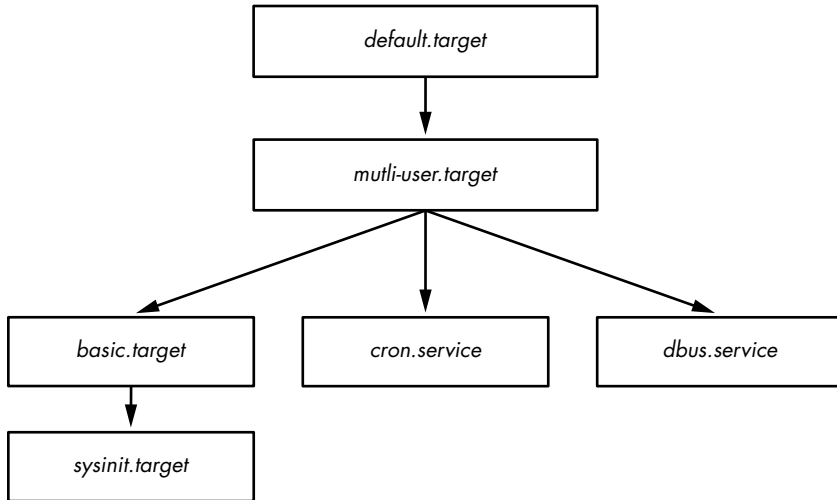 default.target
mutli-user.target
basic.target
cron.service
dbus.service
sysinit.target